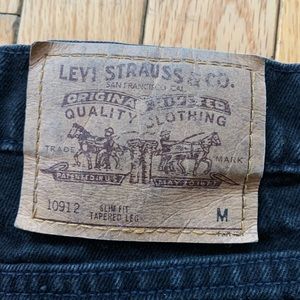 LEVI STRAUSS & CO.
SAN FRANCISCO CAL.
ORIGINAL RIVETED
QUALITY CLOTHING
TRADE MARK
PATENTED IN U.S. MAY 20 1873
10912 SLIM FIT M
TAPERED LEG